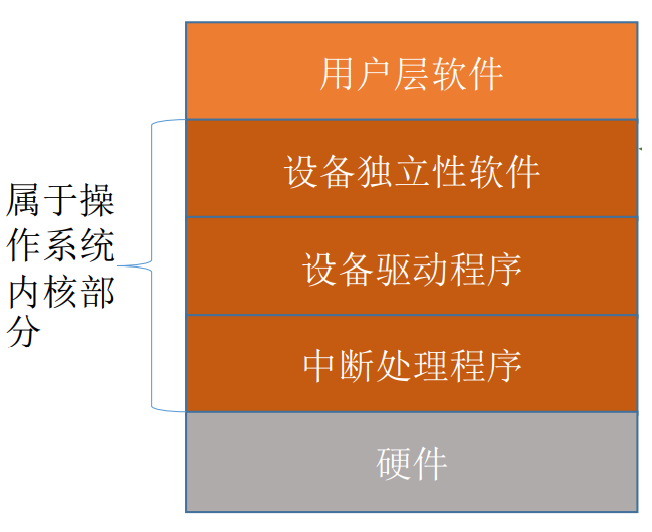 用户层软件
设备独立性软件
属于操
作系统
内核部
分
设备驱动程序
中断处理程序
硬件